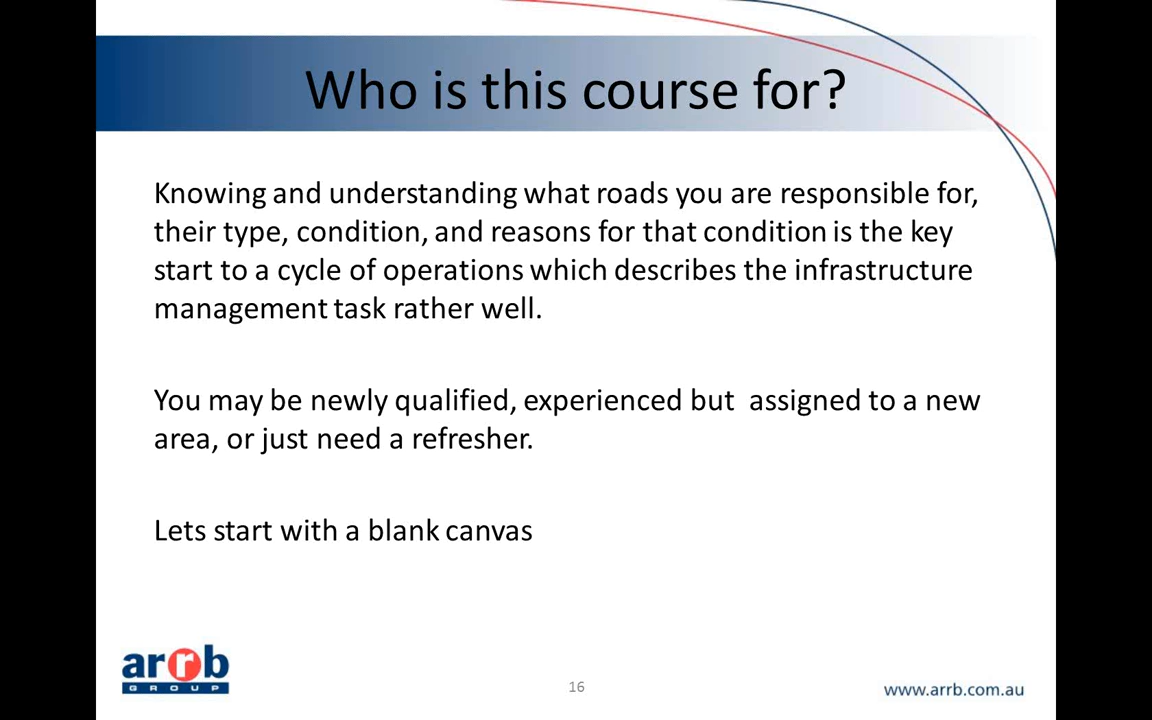 Who is this course for?
Knowing and understanding what roads you are responsible for,
their type, condition, and reasons for that condition is the key
start to a cycle of operations which describes the infrastructure
management task rather well.
You may be newly qualified, experienced but  assigned to a new
area, or just need a refresher.
Lets start with a blank canvas
arrb
GROUP
16
www.arrb.com.au